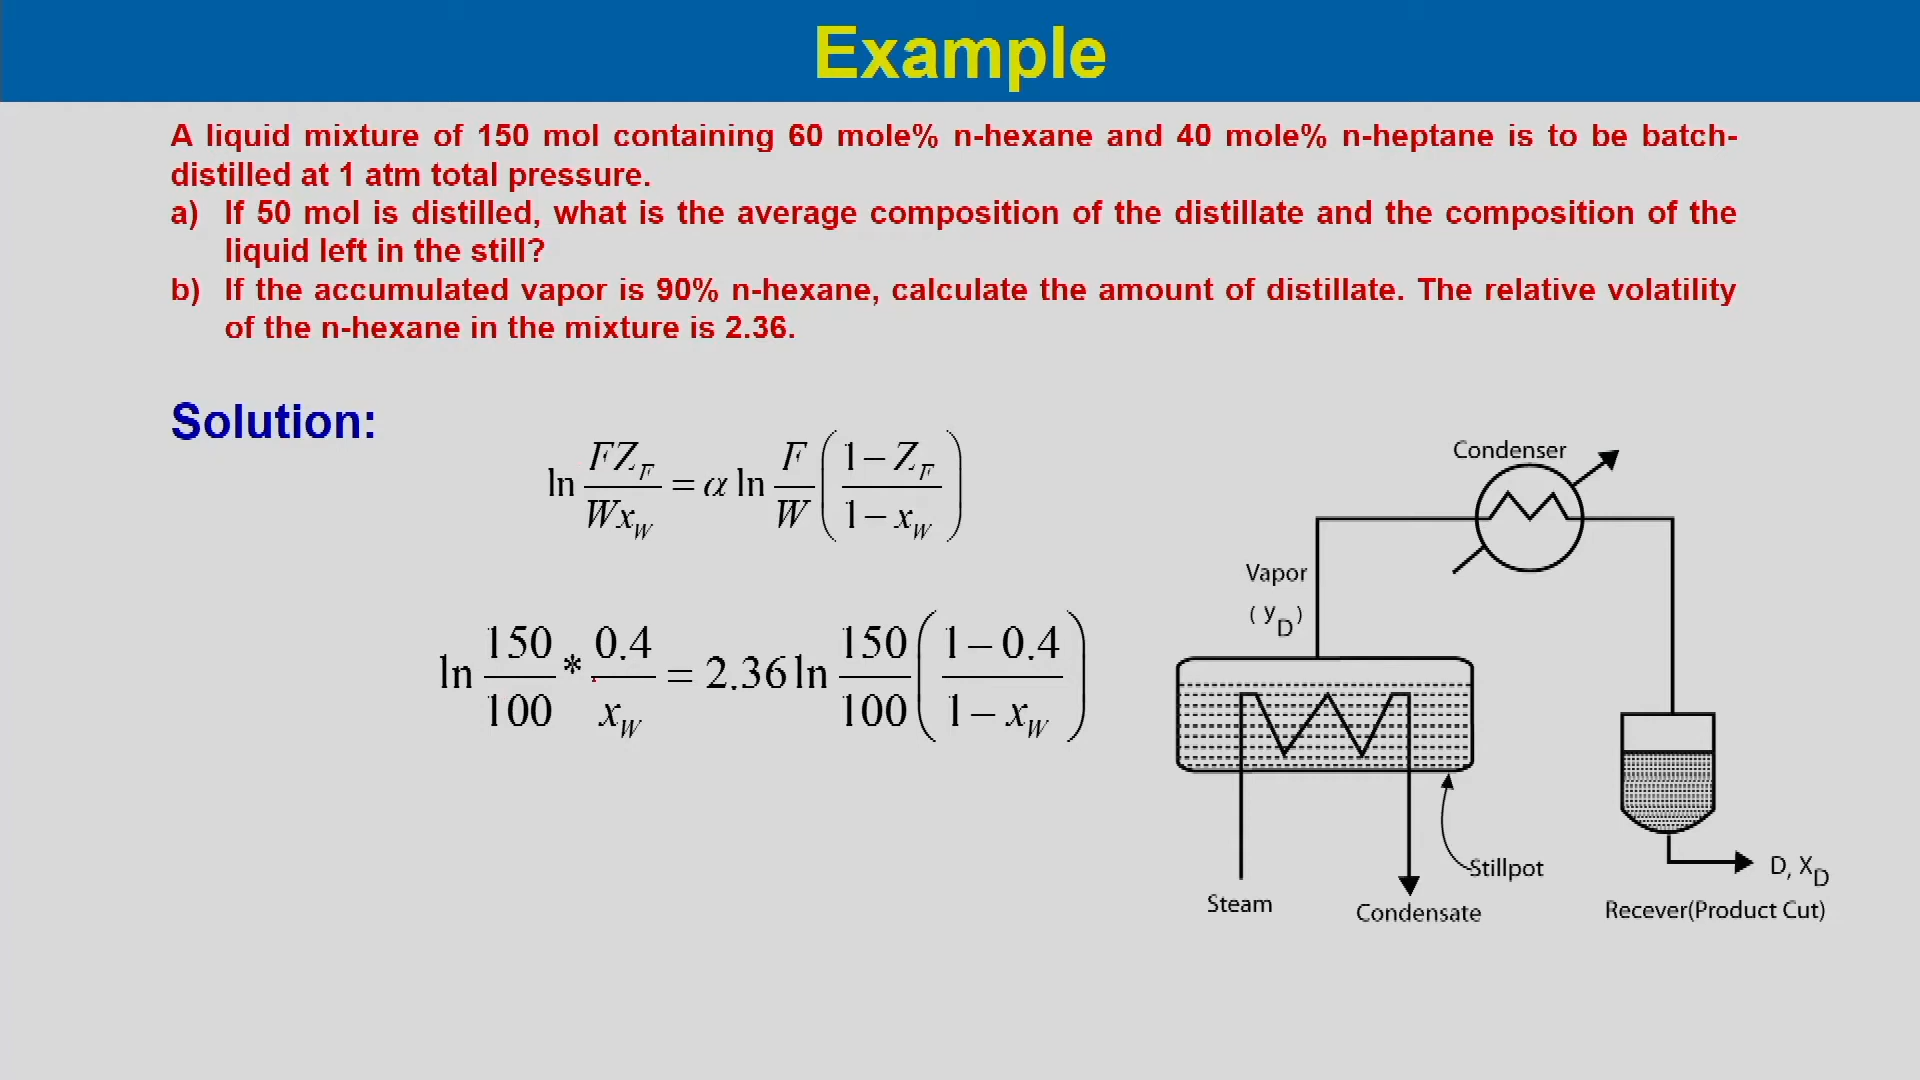 Example
A liquid mixture of 150 mol containing 60 mole% n-hexane and 40 mole% n-heptane is to be batch-
distilled at 1 atm total pressure.
a) If 50 mol is distilled, what is the average composition of the distillate and the composition of the
liquid left in the still?
b) If the accumulated vapor is 90% n-hexane, calculate the amount of distillate. The relative volatility
of the n-hexane in the mixture is 2.36.
Solution:
ln FZ_F / Wx_W = α ln F / W ( 1 − Z_F / 1 − x_W )
ln 150 / 100 * 0.4 / x_W = 2.36 ln 150 / 100 ( 1 − 0.4 / 1 − x_W )
Condenser
Vapor
( y_D )
Stillpot
Steam
Condensate
D, X_D
Recever(Product Cut)